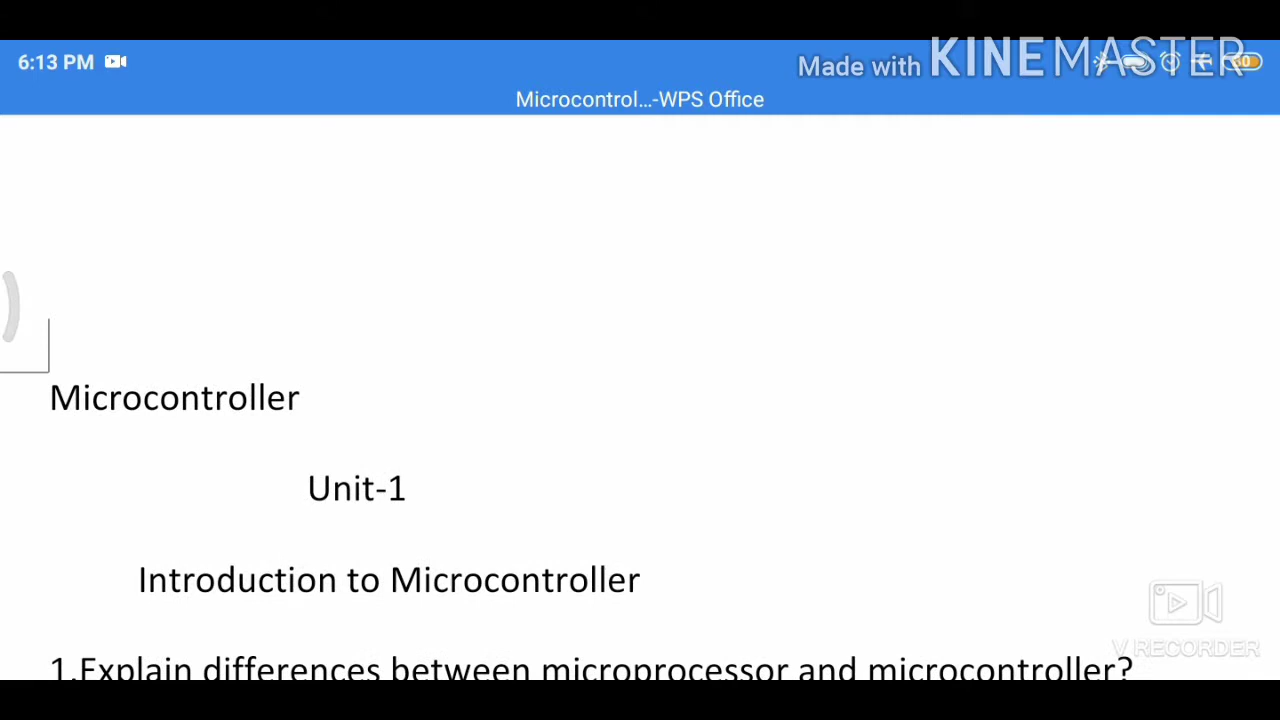 6:13 PM
Made with KINEMASTER
Microcontrol...-WPS Office
Microcontroller
Unit-1
Introduction to Microcontroller
1.Explain differences between microprocessor and microcontroller?
V RECORDER